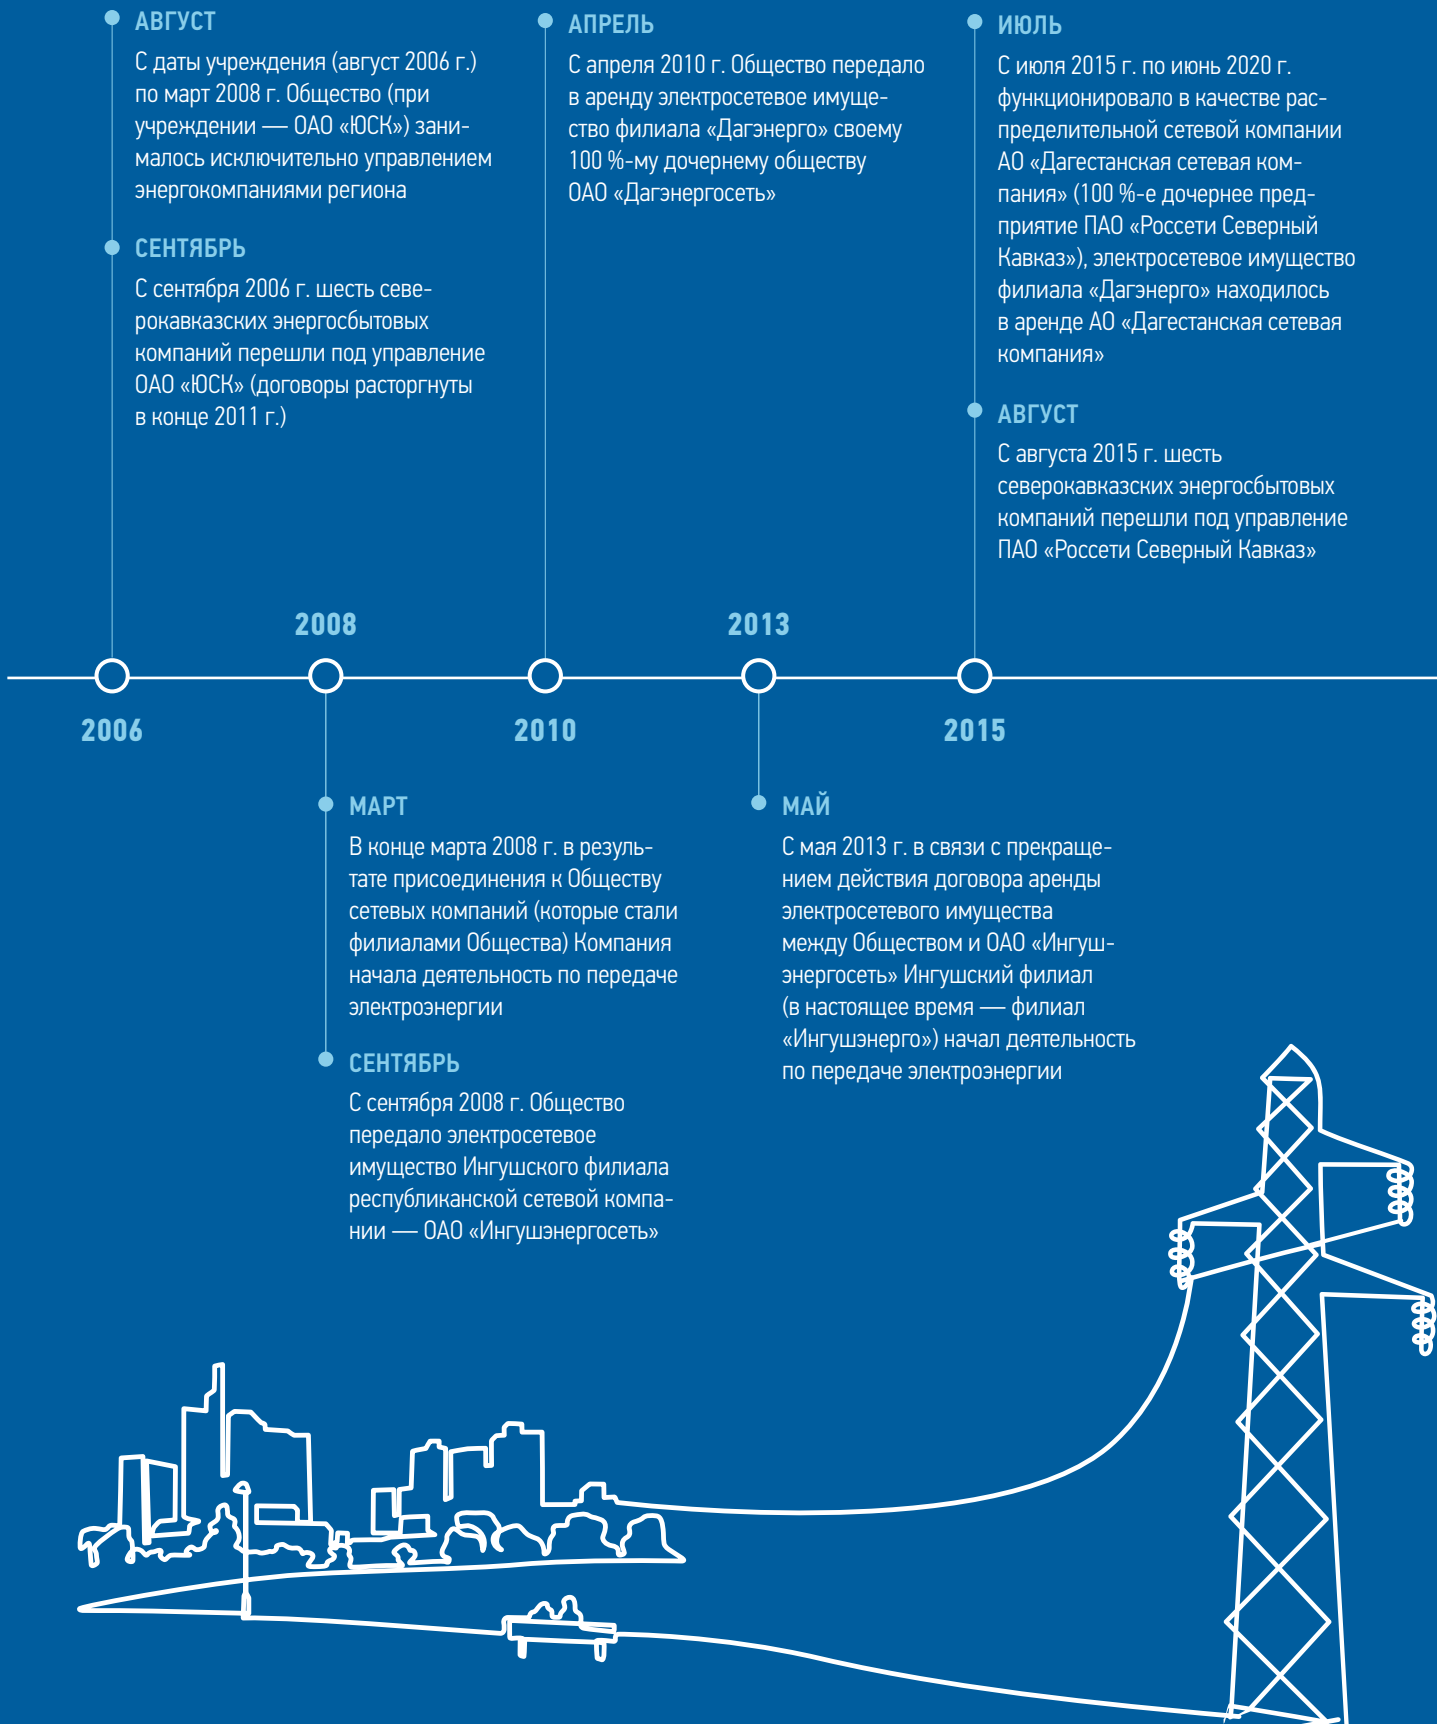 АВГУСТ
С даты учреждения (август 2006 г.)
по март 2008 г. Общество (при
учреждении — ОАО «ЮСК») зани-
малось исключительно управлением
энергокомпаниями региона
СЕНТЯБРЬ
С сентября 2006 г. шесть севе-
рокавказских энергосбытовых
компаний перешли под управление
ОАО «ЮСК» (договоры расторгнуты
в конце 2011 г.)
АПРЕЛЬ
С апреля 2010 г. Общество передало
в аренду электросетевое имуще-
ство филиала «Дагэнерго» своему
100 %-му дочернему обществу
ОАО «Дагэнергосеть»
ИЮЛЬ
С июля 2015 г. по июнь 2020 г.
функционировало в качестве рас-
пределительной сетевой компании
АО «Дагестанская сетевая ком-
пания» (100 %-е дочернее пред-
приятие ПАО «Россети Северный
Кавказ»), электросетевое имущество
филиала «Дагэнерго» находилось
в аренде АО «Дагестанская сетевая
компания»
АВГУСТ
С августа 2015 г. шесть
северокавказских энергосбытовых
компаний перешли под управление
ПАО «Россети Северный Кавказ»
2008
2013
2006
2010
2015
МАРТ
В конце марта 2008 г. в резуль-
тате присоединения к Обществу
сетевых компаний (которые стали
филиалами Общества) Компания
начала деятельность по передаче
электроэнергии
СЕНТЯБРЬ
С сентября 2008 г. Общество
передало электросетевое
имущество Ингушского филиала
республиканской сетевой компа-
нии — ОАО «Ингушэнергосеть»
МАЙ
С мая 2013 г. в связи с прекраще-
нием действия договора аренды
электросетевого имущества
между Обществом и ОАО «Ингуш-
энергосеть» Ингушский филиал
(в настоящее время — филиал
«Ингушэнерго») начал деятельность
по передаче электроэнергии